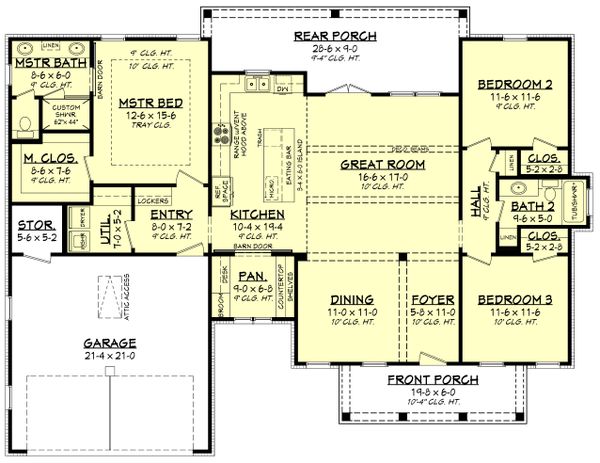 REAR PORCH
28-6 x 9-0
9'-4" CLG. HT.
LINEN
MSTR BATH
8-6 x 6-0
9' CLG. HT.
BARN DOOR
CUSTOM
SHWR
62"x 44"
9' CLG. HT.
10' CLG. HT.
MSTR BED
12-6 x 15-6
TRAY CLG.
DW
RANGE W/VENT
HOOD ABOVE
TRASH
MICRO
EATING BAR
3-4 x 6-0 ISLAND
REF.
SPACE
BEDROOM 2
11-6 x 11-6
9' CLG. HT.
M. CLOS.
8-6 x 7-6
9' CLG. HT.
DECO BEAMS
GREAT ROOM
16-6 x 17-0
10' CLG. HT.
LINEN
CLOS.
5-2 x 2-8
HALL
9' CLG. HT.
BATH 2
9-6 x 5-0
TUB/SHWR
LINEN
CLOS.
5-2 x 2-8
LOCKERS
STOR.
5-6 x 5-2
DRYER
WSHR
UTIL.
7-0 x 5-2
ENTRY
8-0 x 7-2
9' CLG. HT.
KITCHEN
10-4 x 19-4
10' CLG. HT.
BARN DOOR
PAN.
9-0 x 6-8
9' CLG. HT.
DESK
BROOM
COUNTERTOP
SHELVES
ATTIC ACCESS
DINING
11-0 x 11-0
10' CLG. HT.
FOYER
5-8 x 11-0
10' CLG. HT.
BEDROOM 3
11-6 x 11-6
10' CLG. HT.
GARAGE
21-4 x 21-0
FRONT PORCH
19-8 x 6-0
10'-4" CLG. HT.